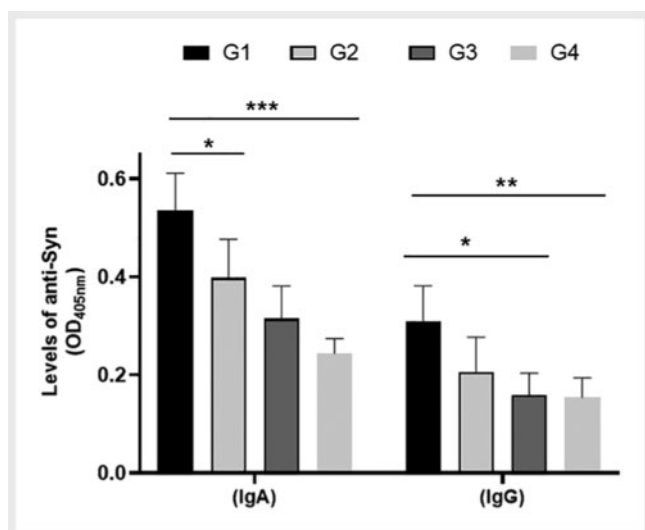 G1 G2 G3 G4
***
*
**
*
Levels of anti-Syn
(OD405nm)
0.6
0.4
0.2
0.0
(IgA) (IgG)